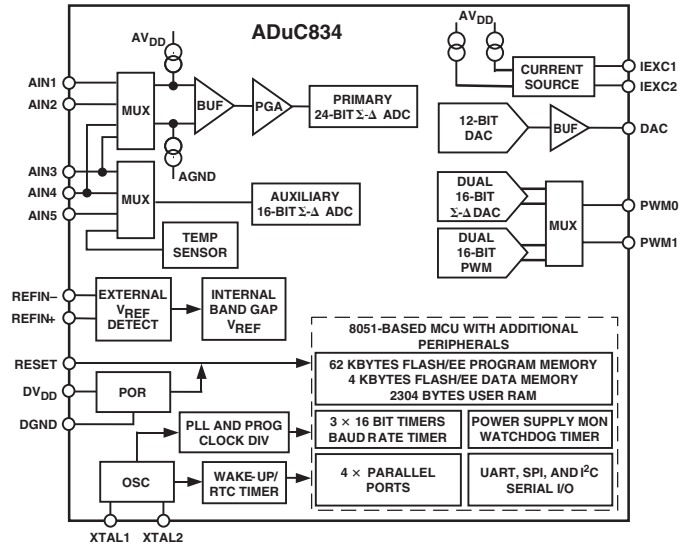 ADuC834
AVDD
AIN1
AIN2
MUX
BUF
PGA
PRIMARY
24-BIT Σ-Δ ADC
AGND
AIN3
AIN4
AIN5
MUX
AUXILIARY
16-BIT Σ-Δ ADC
TEMP
SENSOR
AVDD
CURRENT
SOURCE
IEXC1
IEXC2
12-BIT
DAC
BUF
DAC
DUAL
16-BIT
Σ-Δ DAC
DUAL
16-BIT
PWM
MUX
PWM0
PWM1
REFIN–
REFIN+
EXTERNAL
VREF
DETECT
INTERNAL
BAND GAP
VREF
RESET
DVDD
DGND
POR
PLL AND PROG
CLOCK DIV
OSC
WAKE-UP/
RTC TIMER
XTAL1
XTAL2
8051-BASED MCU WITH ADDITIONAL
PERIPHERALS
62 KBYTES FLASH/EE PROGRAM MEMORY
4 KBYTES FLASH/EE DATA MEMORY
2304 BYTES USER RAM
3 × 16 BIT TIMERS
BAUD RATE TIMER
POWER SUPPLY MON
WATCHDOG TIMER
4 × PARALLEL
PORTS
UART, SPI, AND I²C
SERIAL I/O